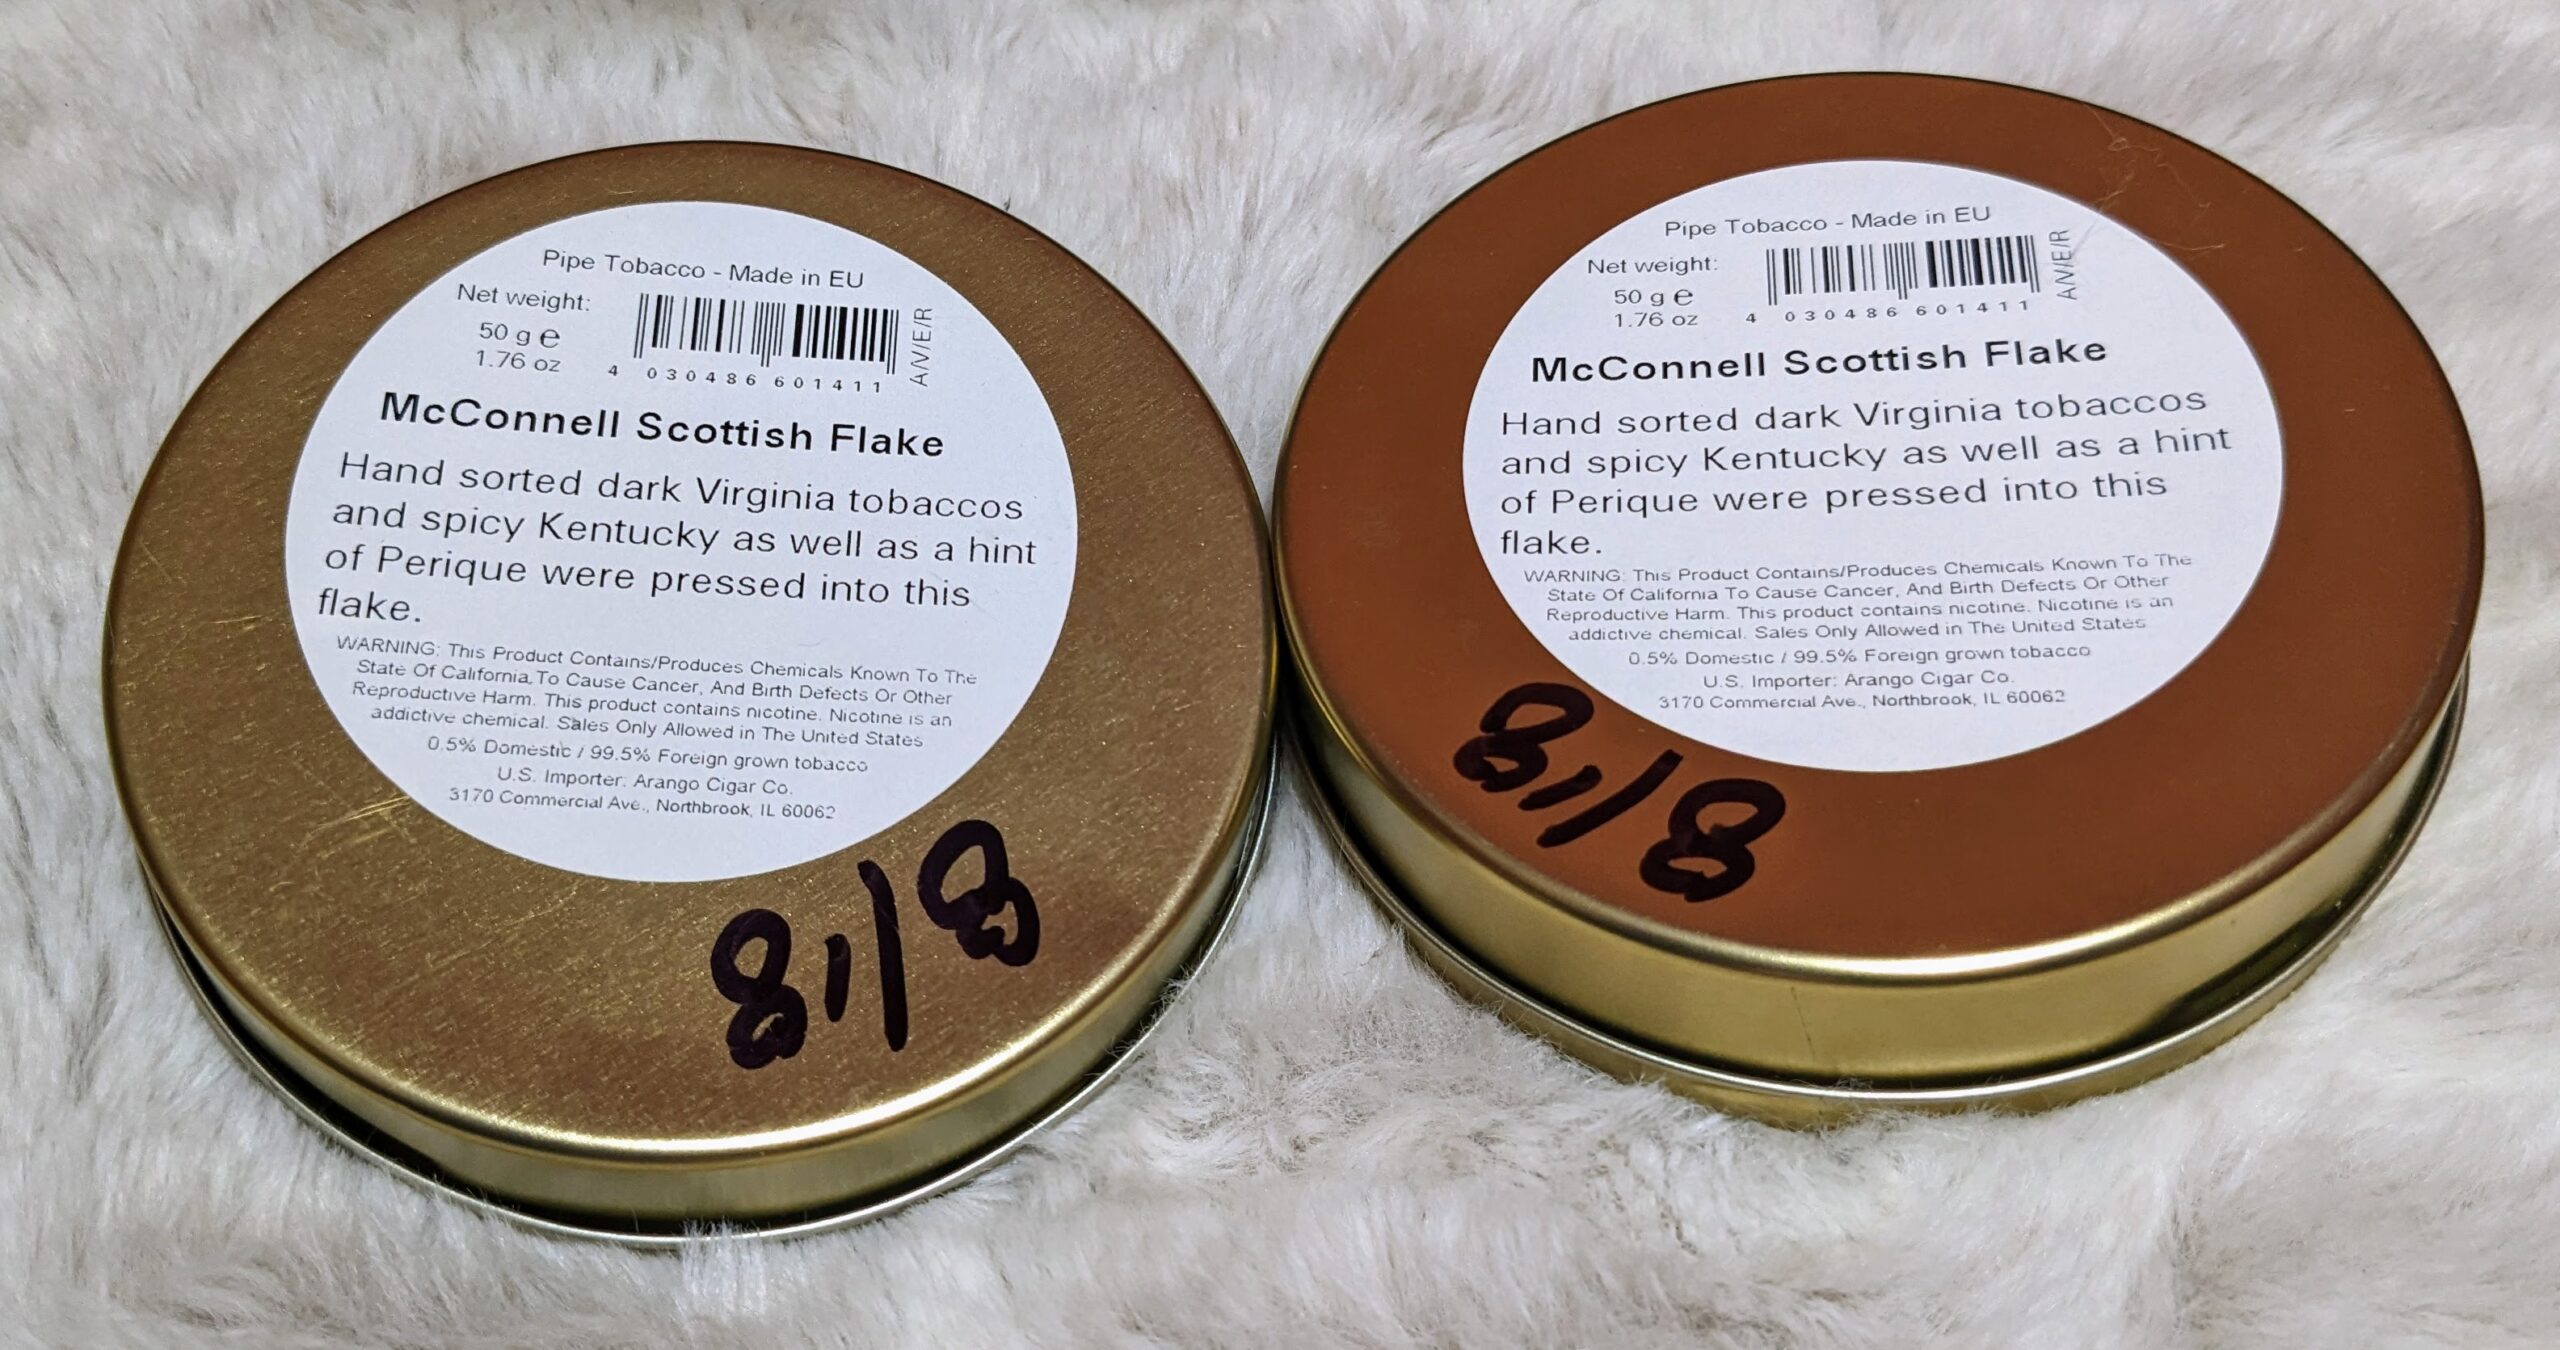 Pipe Tobacco - Made in EU
Net weight:
50 g e
1.76 oz
4 030486 601411
A/V/E/R
McConnell Scottish Flake
Hand sorted dark Virginia tobaccos
and spicy Kentucky as well as a hint
of Perique were pressed into this
flake.
WARNING: This Product Contains/Produces Chemicals Known To The
State Of California To Cause Cancer, And Birth Defects Or Other
Reproductive Harm. This product contains nicotine. Nicotine is an
addictive chemical. Sales Only Allowed in The United States
0.5% Domestic / 99.5% Foreign grown tobacco
U.S. Importer: Arango Cigar Co.
3170 Commercial Ave., Northbrook, IL 60062
8/18
Pipe Tobacco - Made in EU
Net weight:
50 g e
1.76 oz
4 030486 601411
A/V/E/R
McConnell Scottish Flake
Hand sorted dark Virginia tobaccos
and spicy Kentucky as well as a hint
of Perique were pressed into this
flake.
WARNING: This Product Contains/Produces Chemicals Known To The
State Of California To Cause Cancer, And Birth Defects Or Other
Reproductive Harm. This product contains nicotine. Nicotine is an
addictive chemical. Sales Only Allowed in The United States
0.5% Domestic / 99.5% Foreign grown tobacco
U.S. Importer: Arango Cigar Co.
3170 Commercial Ave., Northbrook, IL 60062
8/18